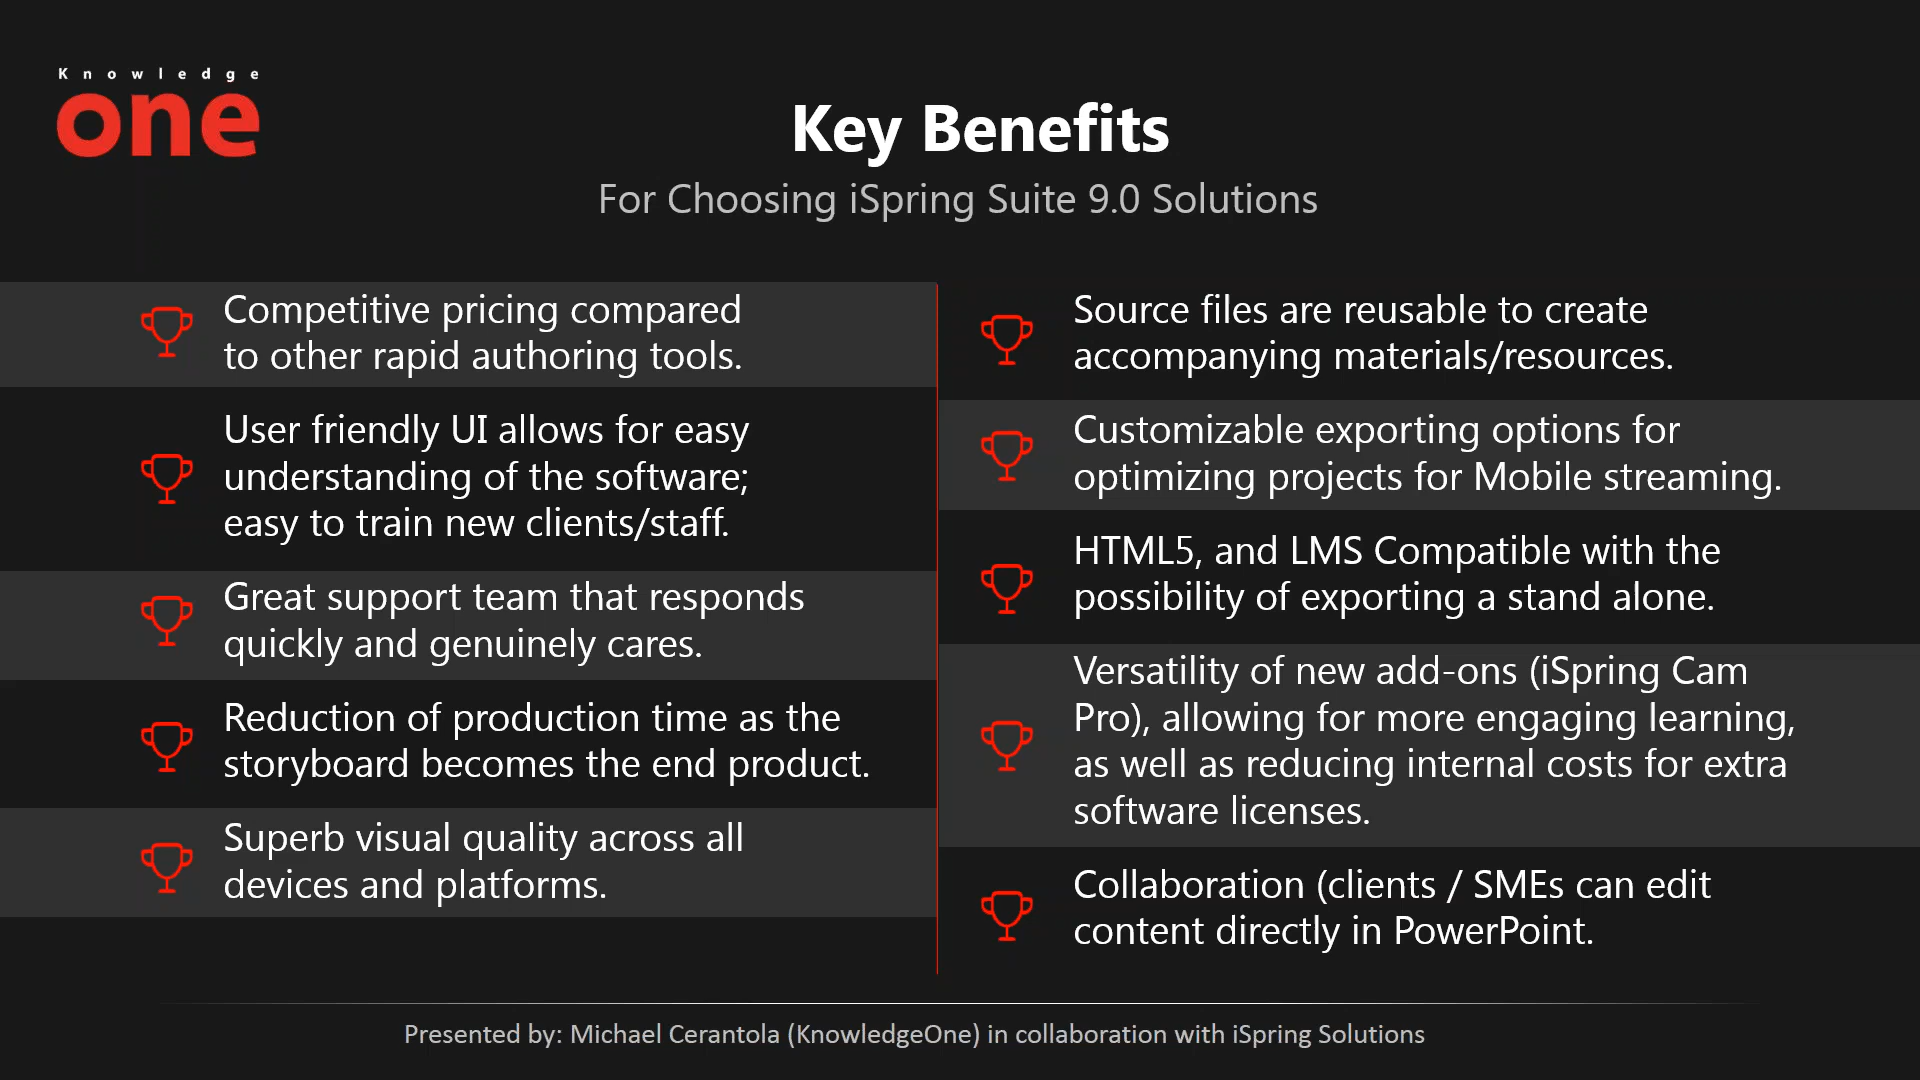 Knowledge
one
Key Benefits
For Choosing iSpring Suite 9.0 Solutions
Competitive pricing compared
to other rapid authoring tools.
User friendly UI allows for easy
understanding of the software;
easy to train new clients/staff.
Great support team that responds
quickly and genuinely cares.
Reduction of production time as the
storyboard becomes the end product.
Superb visual quality across all
devices and platforms.
Source files are reusable to create
accompanying materials/resources.
Customizable exporting options for
optimizing projects for Mobile streaming.
HTML5, and LMS Compatible with the
possibility of exporting a stand alone.
Versatility of new add-ons (iSpring Cam
Pro), allowing for more engaging learning,
as well as reducing internal costs for extra
software licenses.
Collaboration (clients / SMEs can edit
content directly in PowerPoint.
Presented by: Michael Cerantola (KnowledgeOne) in collaboration with iSpring Solutions